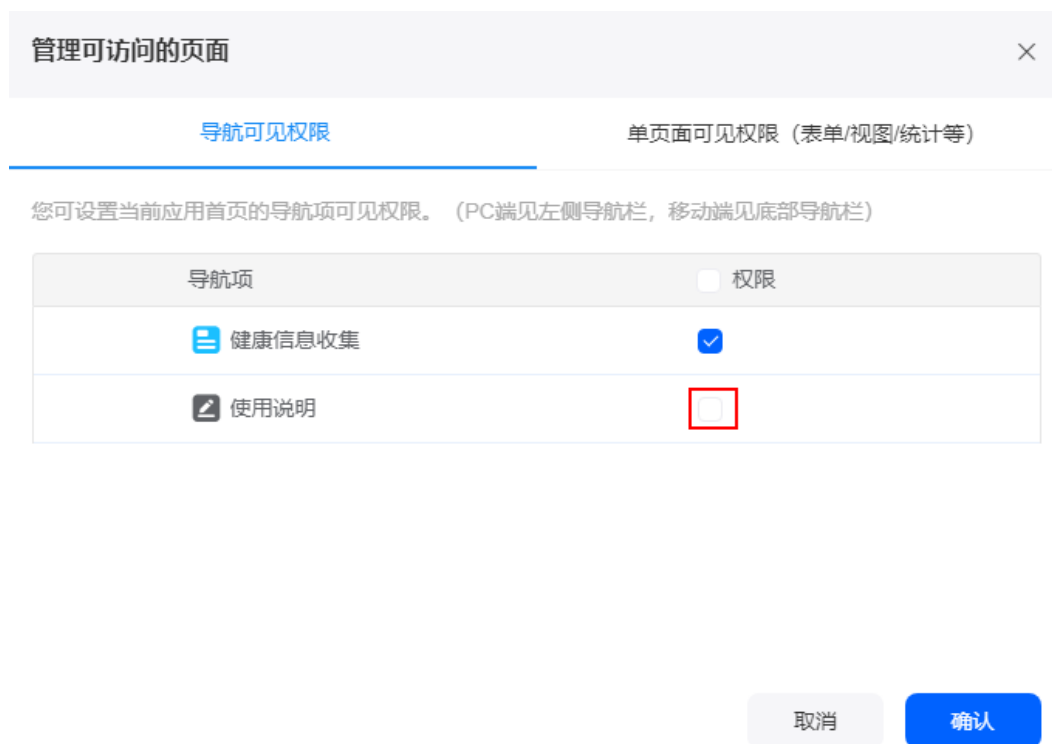 管理可访问的页面
导航可见权限
单页面可见权限（表单/视图/统计等）
您可设置当前应用首页的导航项可见权限。（PC端见左侧导航栏，移动端见底部导航栏）
导航项 权限
健康信息收集
使用说明
取消 确认